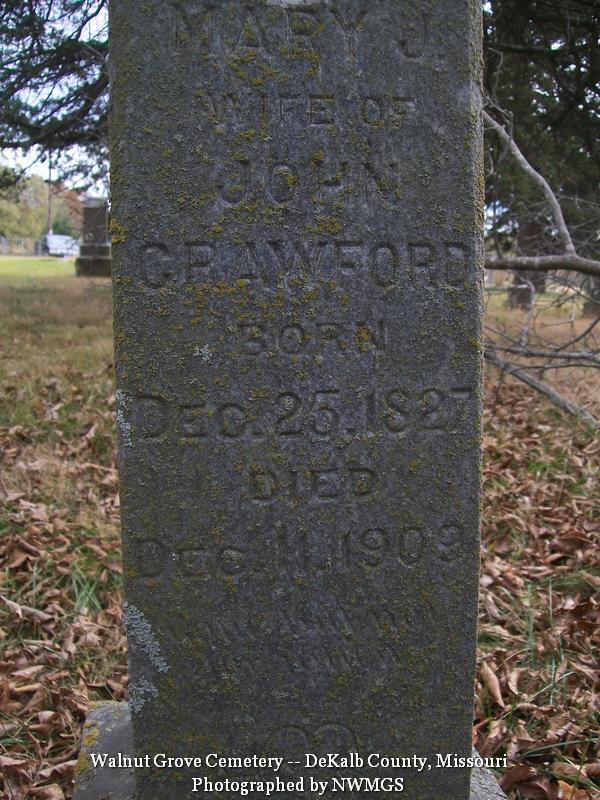 MARY J.
WIFE OF
JOHN
CRAWFORD
BORN
DEC. 25, 1827
DIED
DEC. 11, 1909
Walnut Grove Cemetery -- DeKalb County, Missouri
Photographed by NWMGS